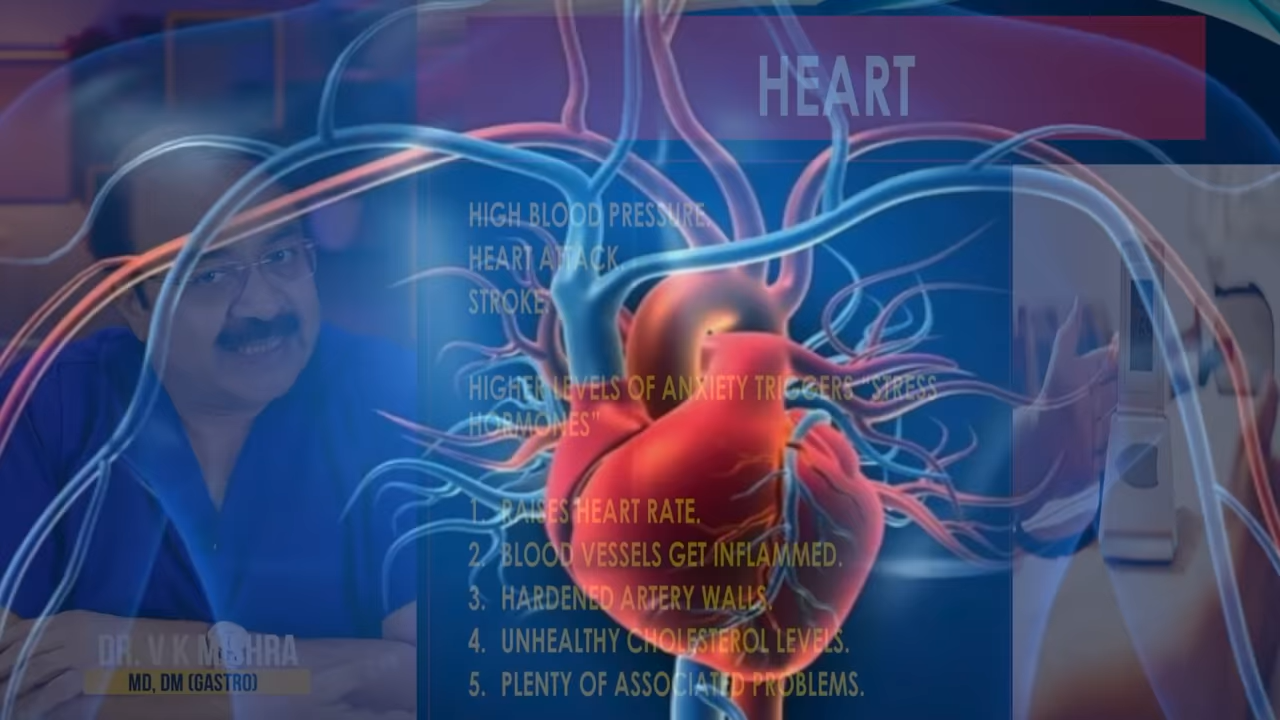 HEART
HIGH BLOOD PRESSURE.
HEART ATTACK.
STROKE.
HIGHER LEVELS OF ANXIETY TRIGGERS "STRESS
HORMONES"
1. RAISES HEART RATE.
2. BLOOD VESSELS GET INFLAMMED.
3. HARDENED ARTERY WALLS.
4. UNHEALTHY CHOLESTEROL LEVELS.
5. PLENTY OF ASSOCIATED PROBLEMS.
DR. V K MISHRA
MD, DM (GASTRO)